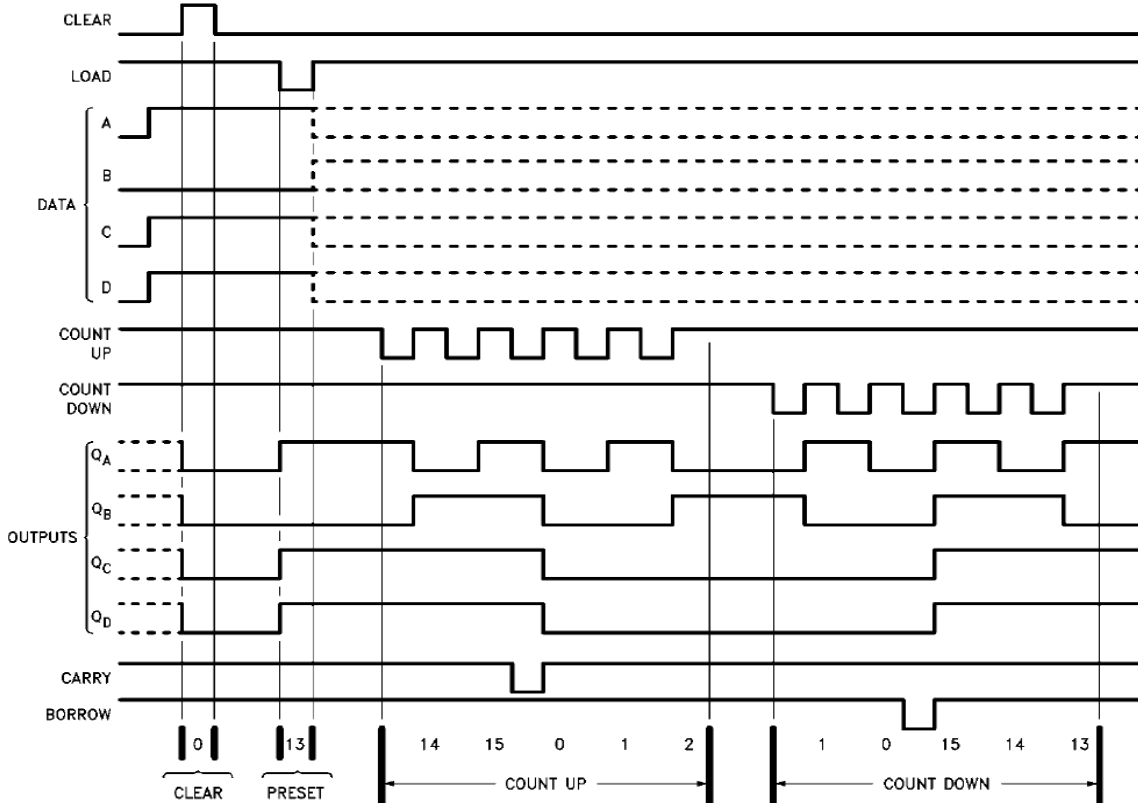 CLEAR
LOAD
A
B
DATA
C
D
COUNT
UP
COUNT
DOWN
QA
QB
OUTPUTS
QC
QD
CARRY
BORROW
0 13 14 15 0 1 2 1 0 15 14 13
CLEAR PRESET COUNT UP COUNT DOWN